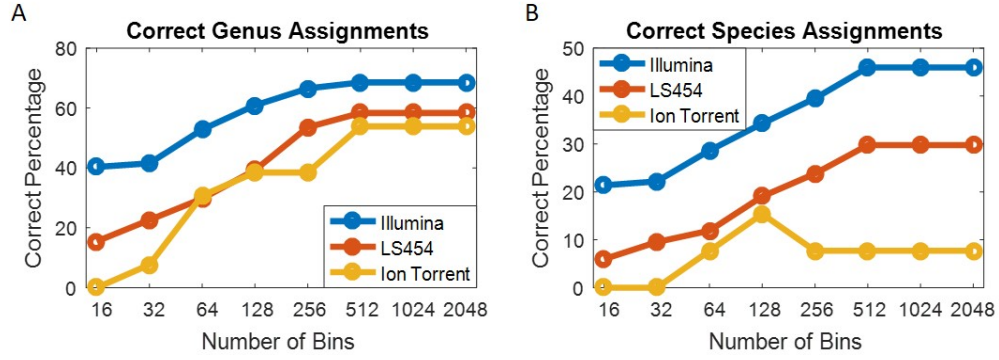 A
Correct Genus Assignments
Correct Percentage
80
60
40
20
0
Illumina
LS454
Ion Torrent
16 32 64 128 256 512 1024 2048
Number of Bins
B
Correct Species Assignments
Correct Percentage
50
40
30
20
10
0
Illumina
LS454
Ion Torrent
16 32 64 128 256 512 1024 2048
Number of Bins